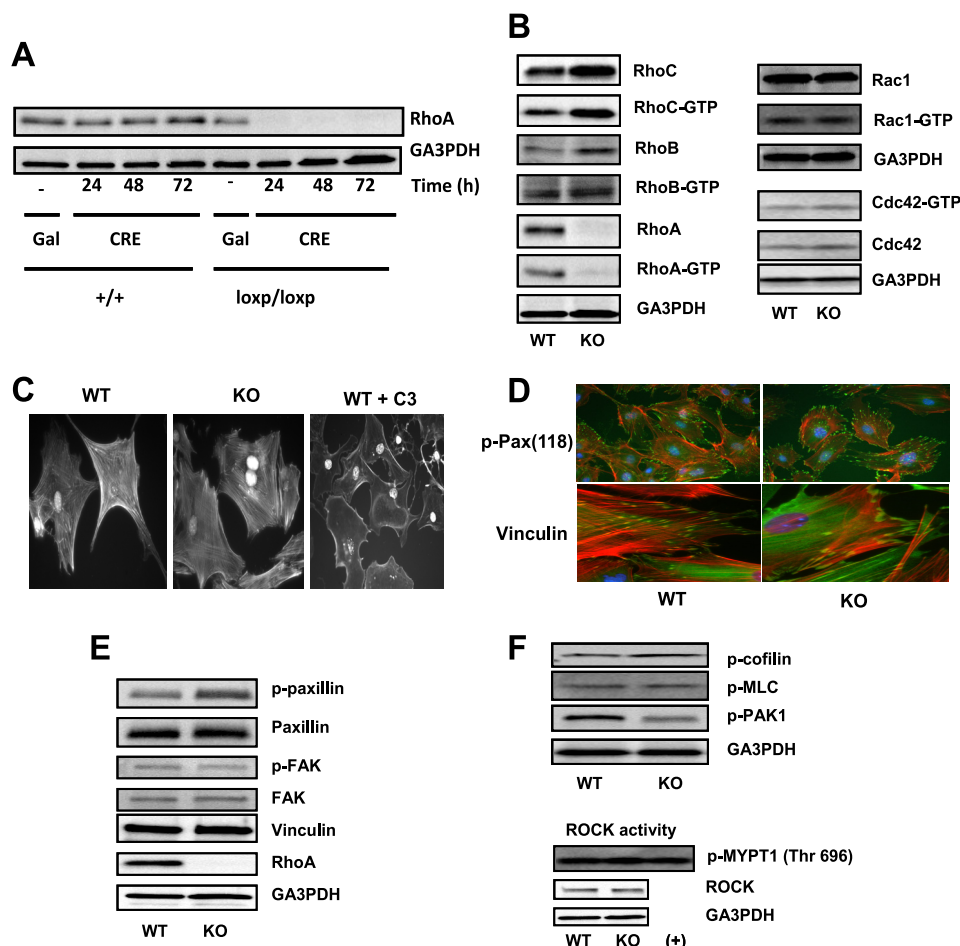 A
RhoA
GA3PDH
- 24 48 72 - 24 48 72 Time (h)
Gal CRE Gal CRE
+/+ loxp/loxp
B
RhoC
RhoC-GTP
RhoB
RhoB-GTP
RhoA
RhoA-GTP
GA3PDH
WT KO
Rac1
Rac1-GTP
GA3PDH
Cdc42-GTP
Cdc42
GA3PDH
WT KO
C
WT KO WT + C3
D
p-Pax(118)
Vinculin
WT KO
E
p-paxillin
Paxillin
p-FAK
FAK
Vinculin
RhoA
GA3PDH
WT KO
F
p-cofilin
p-MLC
p-PAK1
GA3PDH
WT KO
ROCK activity
p-MYPT1 (Thr 696)
ROCK
GA3PDH
WT KO (+)